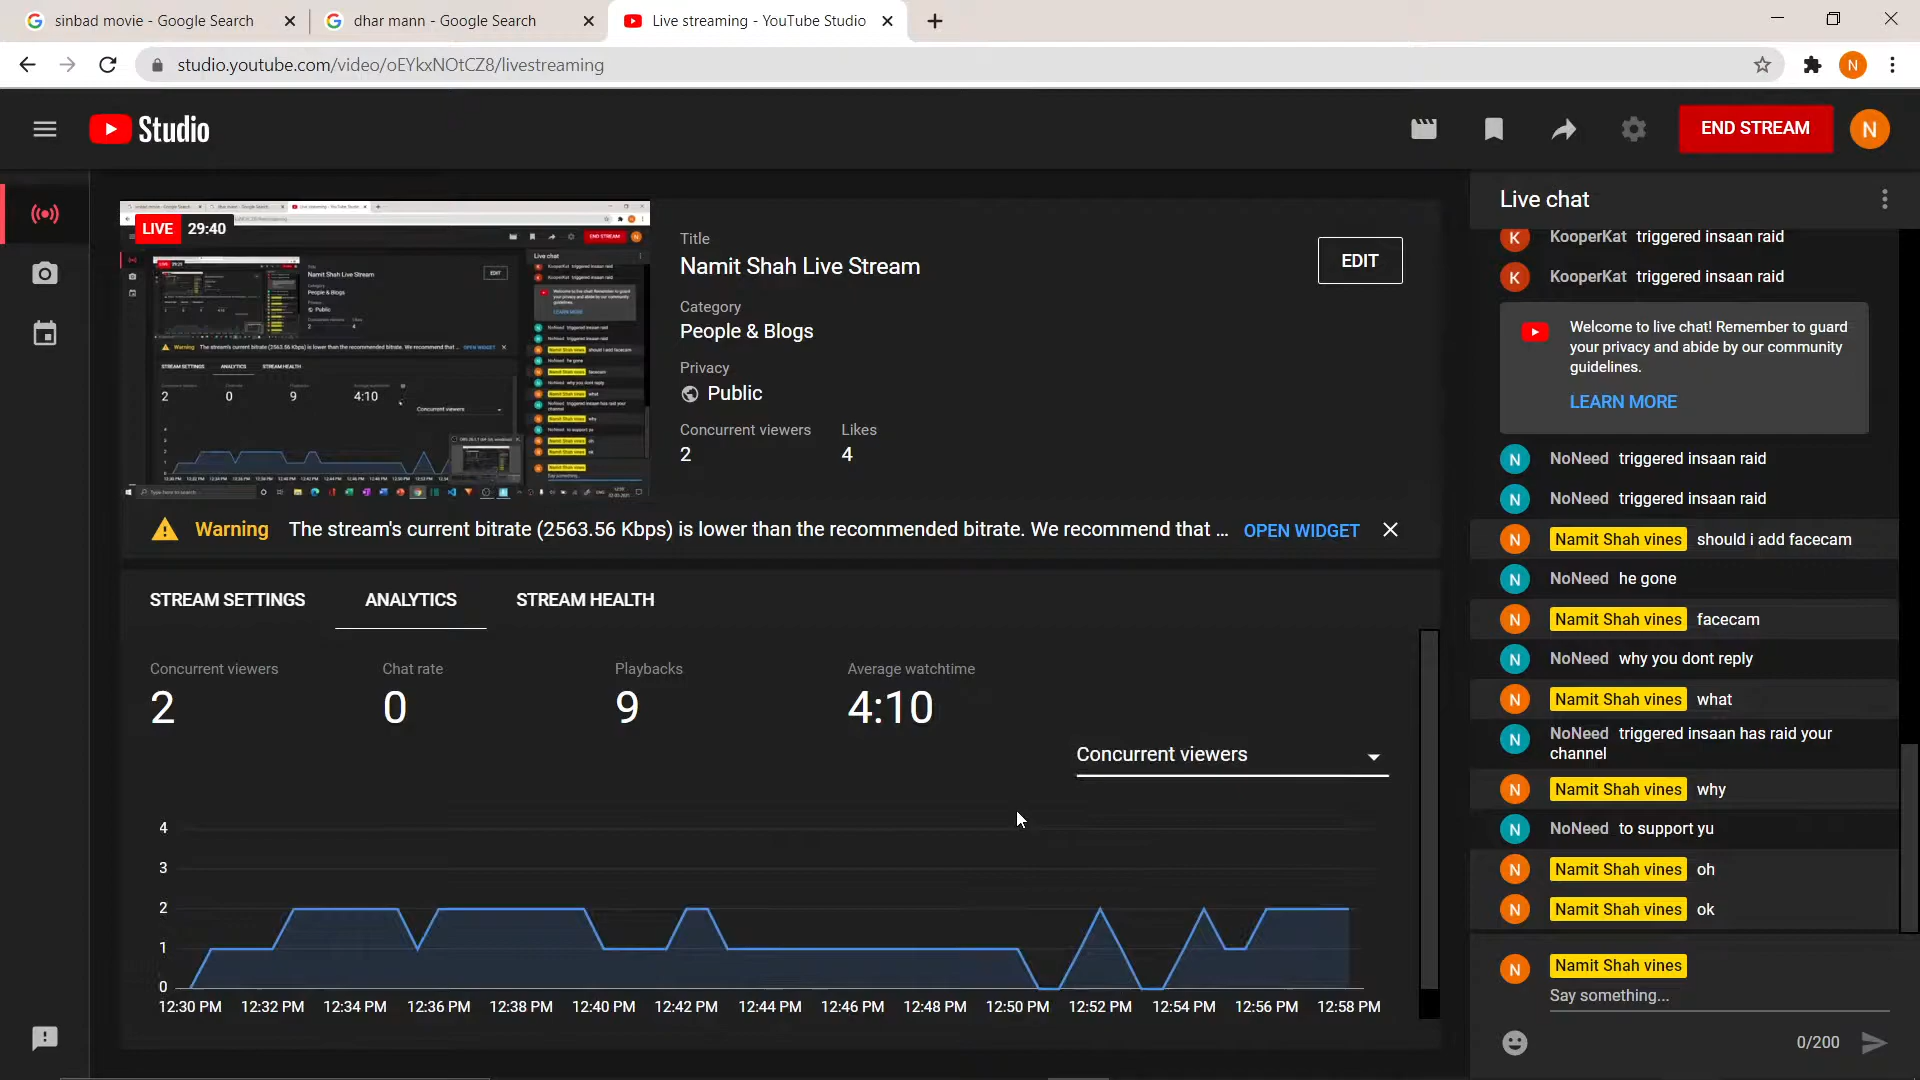 sinbad movie - Google Search
dhar mann - Google Search
Live streaming - YouTube Studio
studio.youtube.com/video/oEYkxNOtCZ8/livestreaming
N
Studio
END STREAM
N
LIVE 29:40
Title
Namit Shah Live Stream
EDIT
Category
People & Blogs
Privacy
Public
Concurrent viewers
2
Likes
4
Warning The stream's current bitrate (2563.56 Kbps) is lower than the recommended bitrate. We recommend that ... OPEN WIDGET
STREAM SETTINGS
ANALYTICS
STREAM HEALTH
Concurrent viewers
2
Chat rate
0
Playbacks
9
Average watchtime
4:10
Concurrent viewers
4
3
2
1
0
12:30 PM 12:32 PM 12:34 PM 12:36 PM 12:38 PM 12:40 PM 12:42 PM 12:44 PM 12:46 PM 12:48 PM 12:50 PM 12:52 PM 12:54 PM 12:56 PM 12:58 PM
Live chat
K KooperKat triggered insaan raid
K KooperKat triggered insaan raid
Welcome to live chat! Remember to guard
your privacy and abide by our community
guidelines.
LEARN MORE
N NoNeed triggered insaan raid
N NoNeed triggered insaan raid
N Namit Shah vines should i add facecam
N NoNeed he gone
N Namit Shah vines facecam
N NoNeed why you dont reply
N Namit Shah vines what
N NoNeed triggered insaan has raid your
channel
N Namit Shah vines why
N NoNeed to support yu
N Namit Shah vines oh
N Namit Shah vines ok
N Namit Shah vines
Say something...
0/200